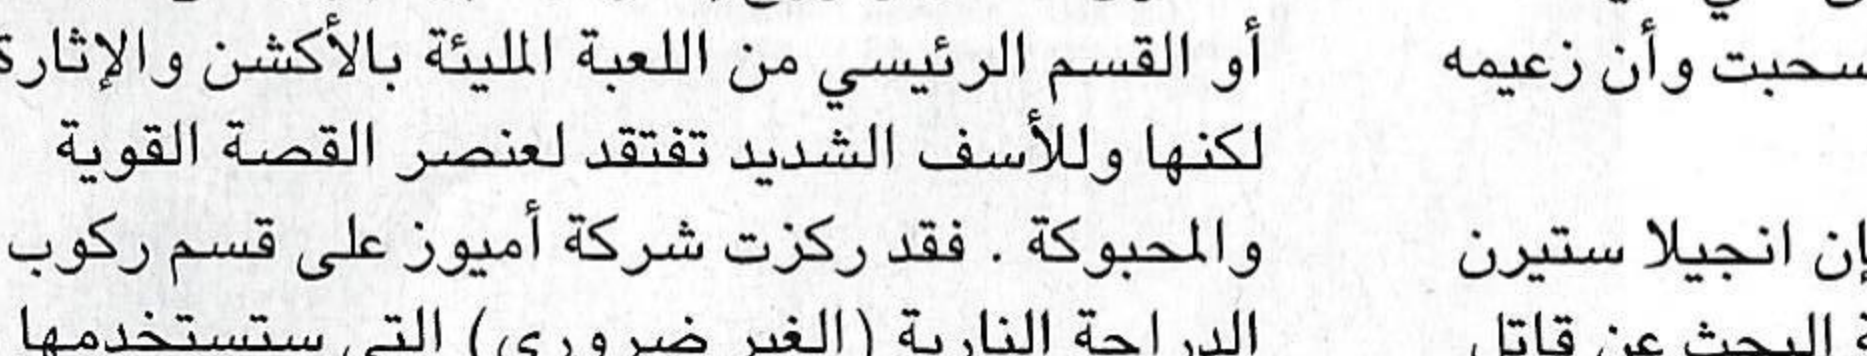 سحبت وأن زعيمه
إن انجيلا ستيرن
البحث عن قاتل
أو القسم الرئيسي من اللعبة المليئة بالأكشن والإثارة
لكنها وللأسف الشديد تفتقد لعنصر القصة القوية
والمحبوكة . فقد ركزت شركة أميوز على قسم ركوب
الدراجة النارية (الغير ضروري) التي ستستخدمها